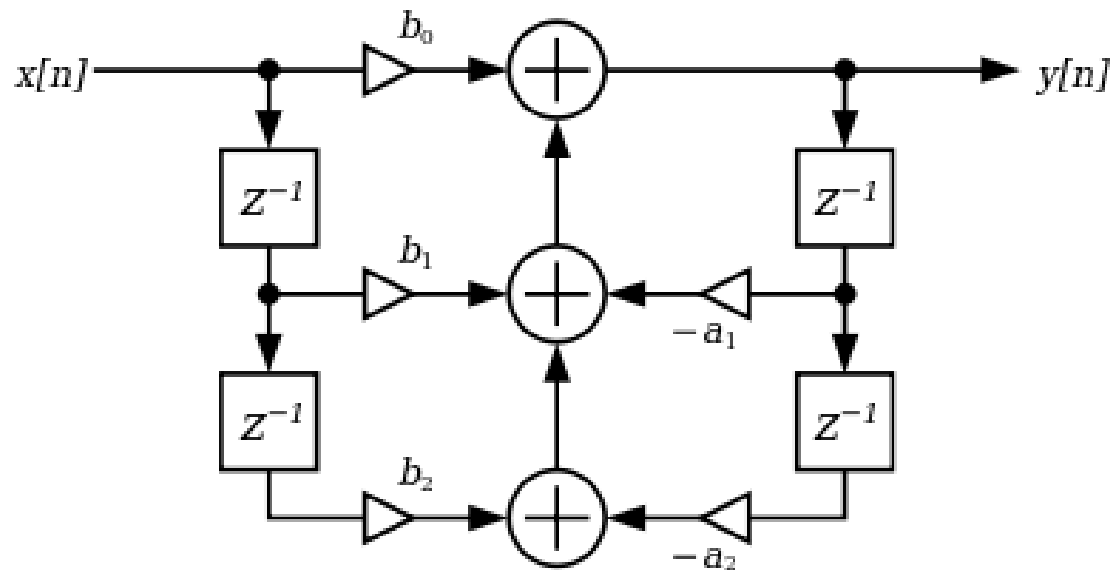 b₀
x[n] y[n]
z⁻¹ z⁻¹
b₁
−a₁
z⁻¹ z⁻¹
b₂
−a₂